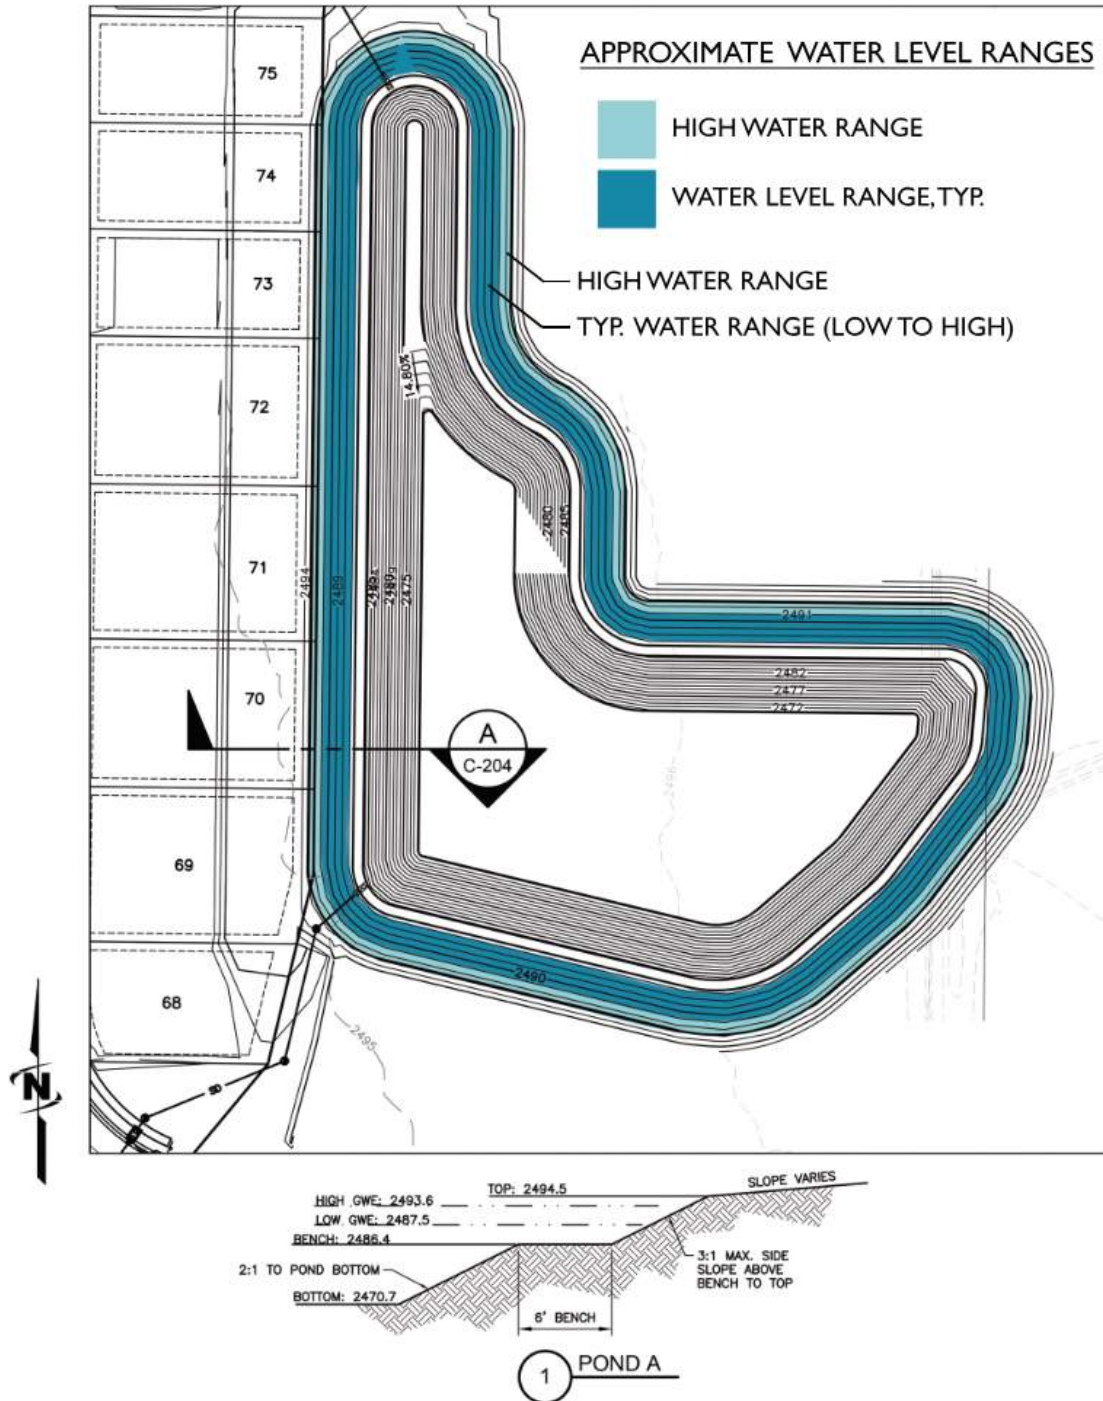 APPROXIMATE WATER LEVEL RANGES
HIGH WATER RANGE
WATER LEVEL RANGE, TYP.
HIGH WATER RANGE
TYP. WATER RANGE (LOW TO HIGH)
75
74
73
72
71
70
69
68
14.80%
2480
2485
2494
2489
2475
2491
2482
2477
2472
A
C-204
2496
2490
2495
N
HIGH GWE: 2493.6
TOP: 2494.5
SLOPE VARIES
LOW GWE: 2487.5
BENCH: 2486.4
2:1 TO POND BOTTOM
3:1 MAX. SIDE
SLOPE ABOVE
BENCH TO TOP
BOTTOM: 2470.7
6' BENCH
1
POND A